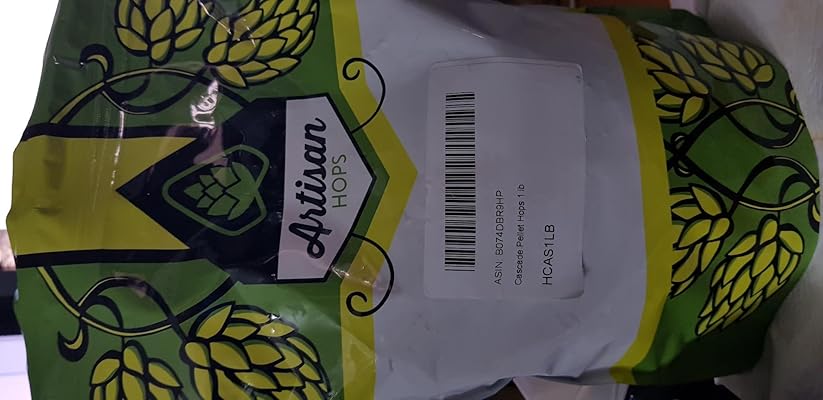 Artisan
HOPS
ASIN: B074DBR9HP
Cascade Pellet Hops 1 lb
HCAS1LB